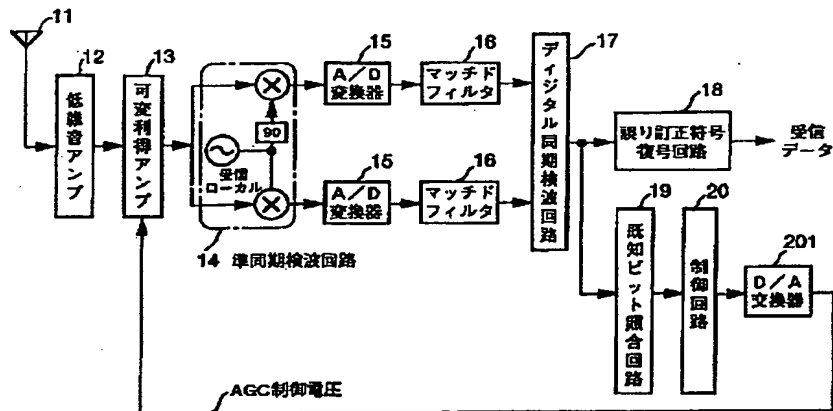 11
12
低雑音アンプ
13
可変利得アンプ
90
受信
ローカル
14 準同期検波回路
15
A/D
変換器
16
マッチド
フィルタ
15
A/D
変換器
16
マッチド
フィルタ
17
ディジタル同期検波回路
18
誤り訂正符号
復号回路
受信
データ
19
既知ビット照合回路
20
制御回路
201
D/A
交換器
AGC制御電圧